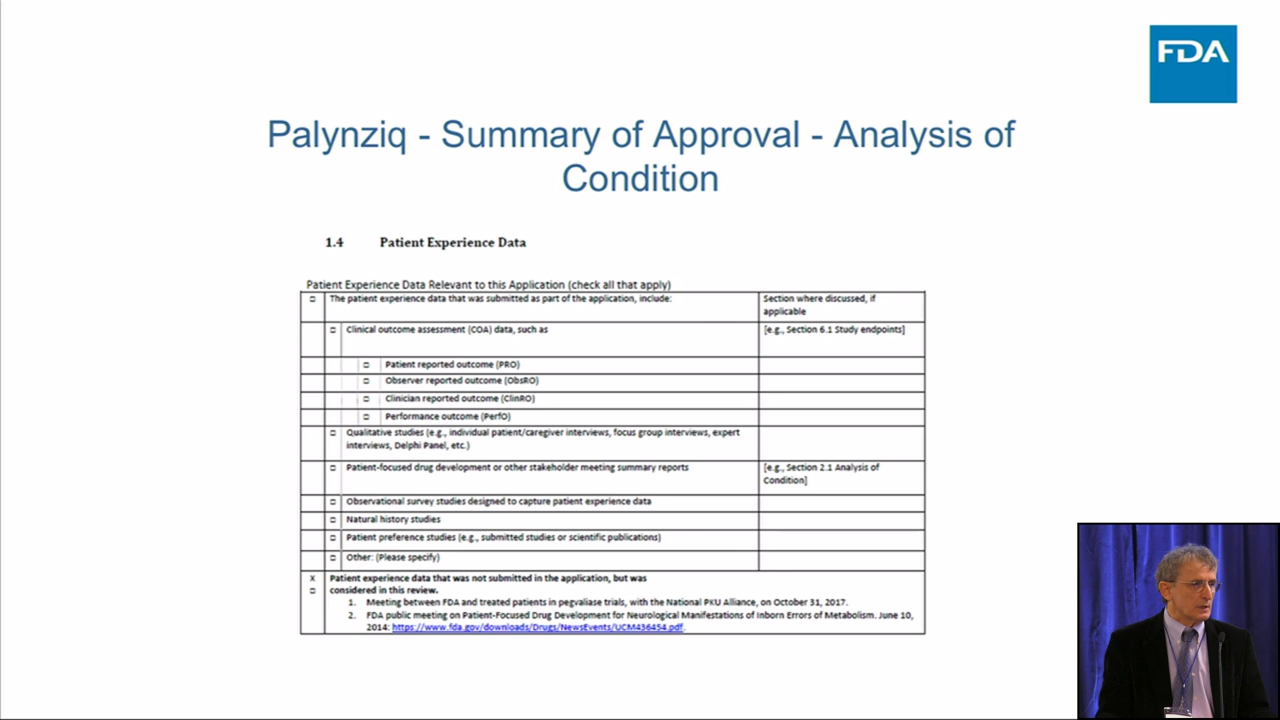 FDA
Palynziq - Summary of Approval - Analysis of
Condition
1.4 Patient Experience Data
Patient Experience Data Relevant to this Application (check all that apply)
□ The patient experience data that was submitted as part of the application, include: Section where discussed, if
applicable
□ Clinical outcome assessment (COA) data, such as [e.g., Section 6.1 Study endpoints]
□ Patient reported outcome (PRO)
□ Observer reported outcome (ObsRO)
□ Clinician reported outcome (ClinRO)
□ Performance outcome (PerfO)
□ Qualitative studies (e.g., individual patient/caregiver interviews, focus group interviews, expert
interviews, Delphi Panel, etc.)
□ Patient-focused drug development or other stakeholder meeting summary reports [e.g., Section 2.1 Analysis of
Condition]
□ Observational survey studies designed to capture patient experience data
□ Natural history studies
□ Patient preference studies (e.g., submitted studies or scientific publications)
□ Other: (Please specify)
X Patient experience data that was not submitted in the application, but was
□ considered in this review.
1. Meeting between FDA and treated patients in pegvaliase trials, with the National PKU Alliance, on October 31, 2017.
2. FDA public meeting on Patient-Focused Drug Development for Neurological Manifestations of Inborn Errors of Metabolism. June 10,
2014: https://www.fda.gov/downloads/Drugs/NewsEvents/UCM436454.pdf.